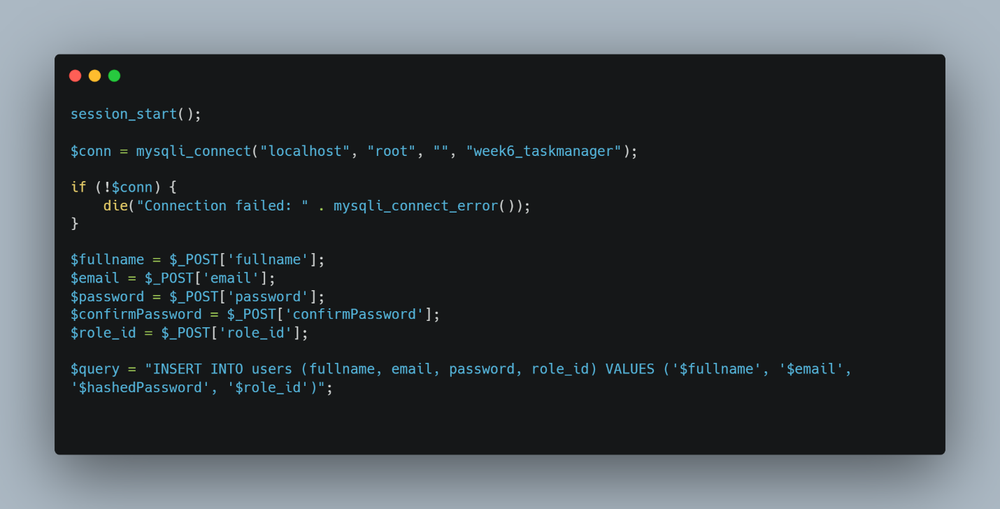 session_start();
$conn = mysqli_connect("localhost", "root", "", "week6_taskmanager");
if (!$conn) {
    die("Connection failed: " . mysqli_connect_error());
}
$fullname = $_POST['fullname'];
$email = $_POST['email'];
$password = $_POST['password'];
$confirmPassword = $_POST['confirmPassword'];
$role_id = $_POST['role_id'];
$query = "INSERT INTO users (fullname, email, password, role_id) VALUES ('$fullname', '$email',
'$hashedPassword', '$role_id')";